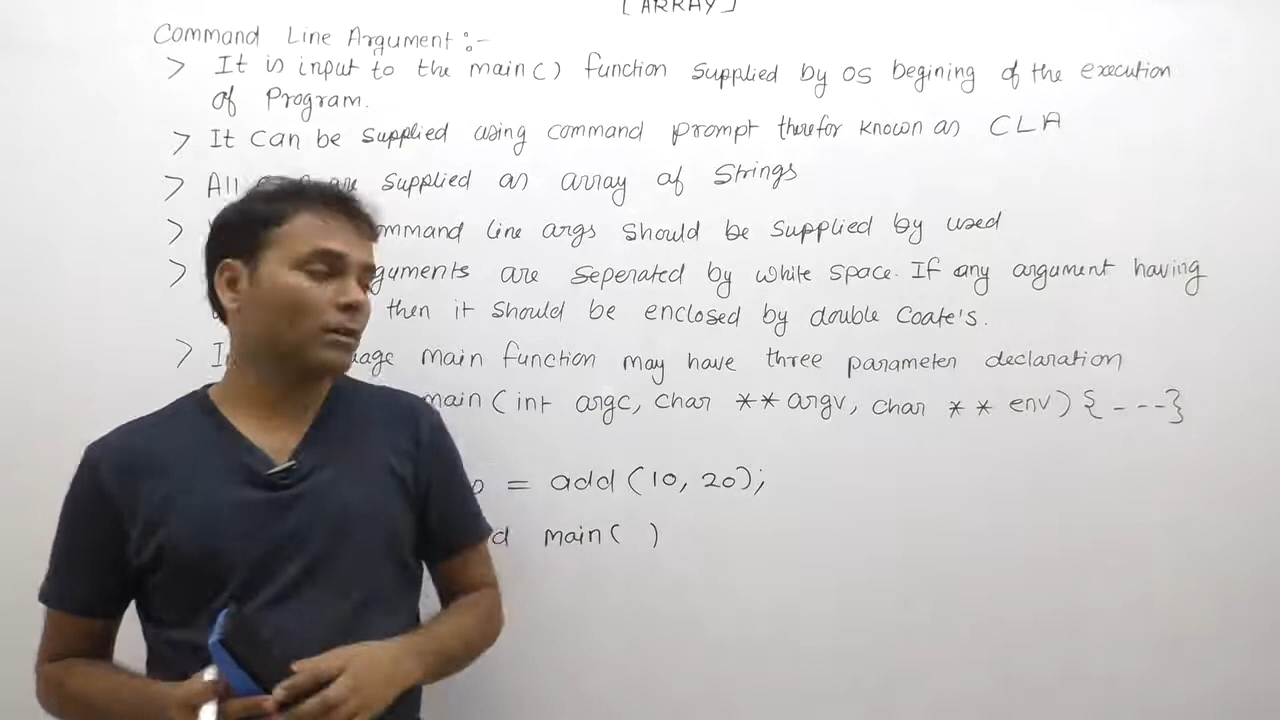 [ARRAY]
Command Line Argument :-
> It is input to the main() function supplied by OS begining of the execution
of Program.
> It can be supplied using command prompt therefor known as CLA
> All are supplied as array of Strings
> ommand line args should be supplied by used
> guments are seperated by white space. If any argument having
then it should be enclosed by double Coate's.
> main function may have three parameter declaration
main(int argc, char **argv, char ** env) { - - - }
= add(10, 20);
main( )